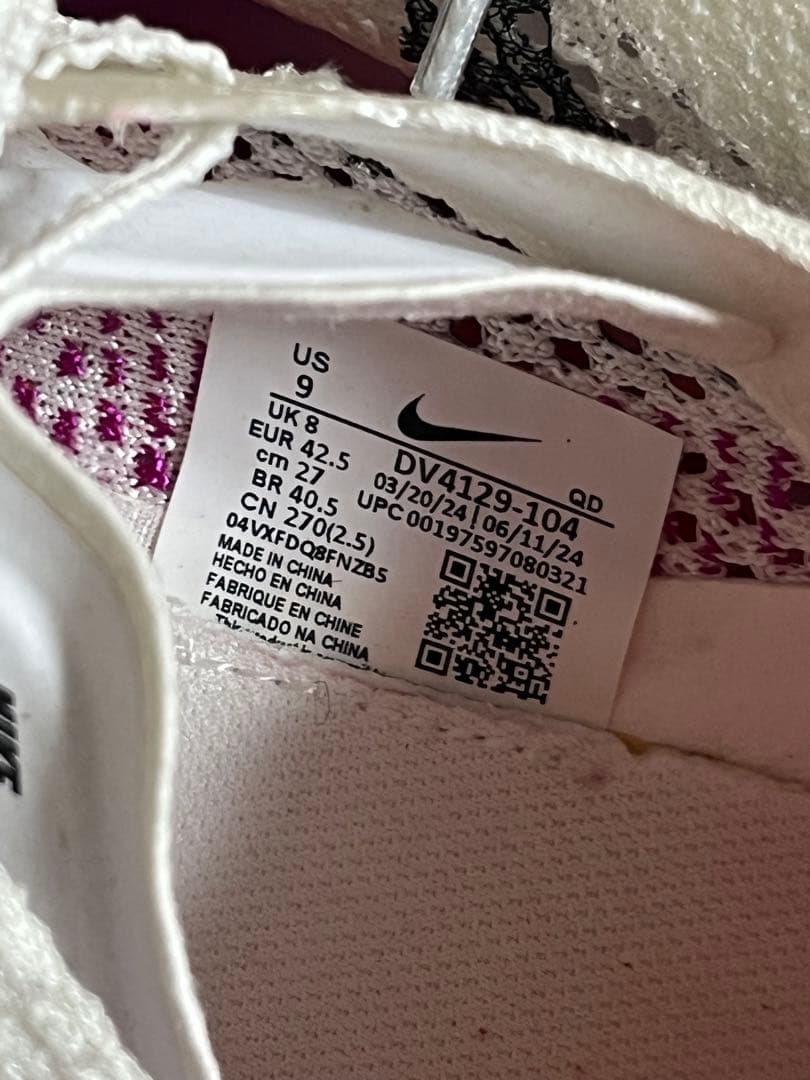 US
9
UK 8
EUR 42.5
cm 27
BR 40.5
CN 270(2.5)
04VXFDQ8FNZB5
MADE IN CHINA
HECHO EN CHINA
FABRIQUE EN CHINE
FABRICADO NA CHINA
QD
DV4129-104
03/20/24 | 06/11/24
UPC 00197597080321
NIKE